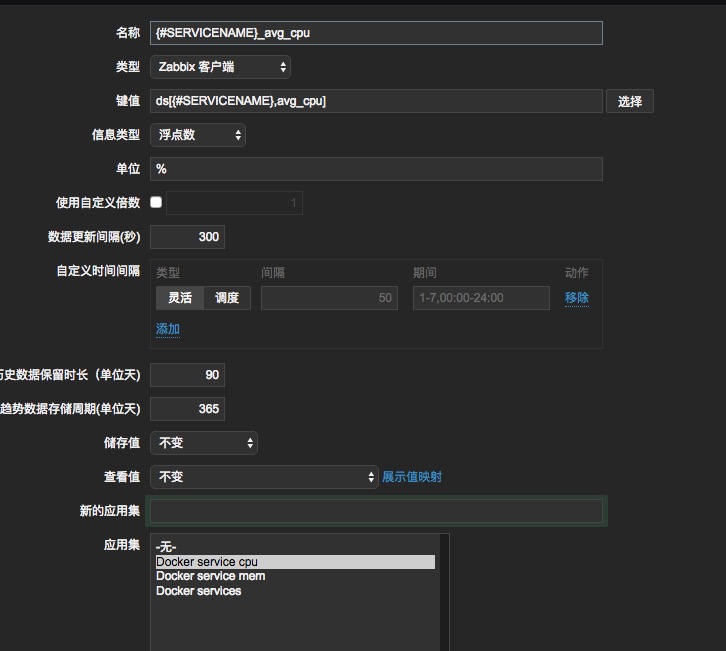 名称 {#SERVICENAME}_avg_cpu
类型 Zabbix 客户端
键值 ds[{#SERVICENAME},avg_cpu] 选择
信息类型 浮点数
单位 %
使用自定义倍数 1
数据更新间隔(秒) 300
自定义时间间隔 类型 间隔 期间 动作
灵活 调度 50 1-7,00:00-24:00 移除
添加
历史数据保留时长（单位天) 90
趋势数据存储周期(单位天) 365
储存值 不变
查看值 不变 展示值映射
新的应用集
应用集 -无-
Docker service cpu
Docker service mem
Docker services